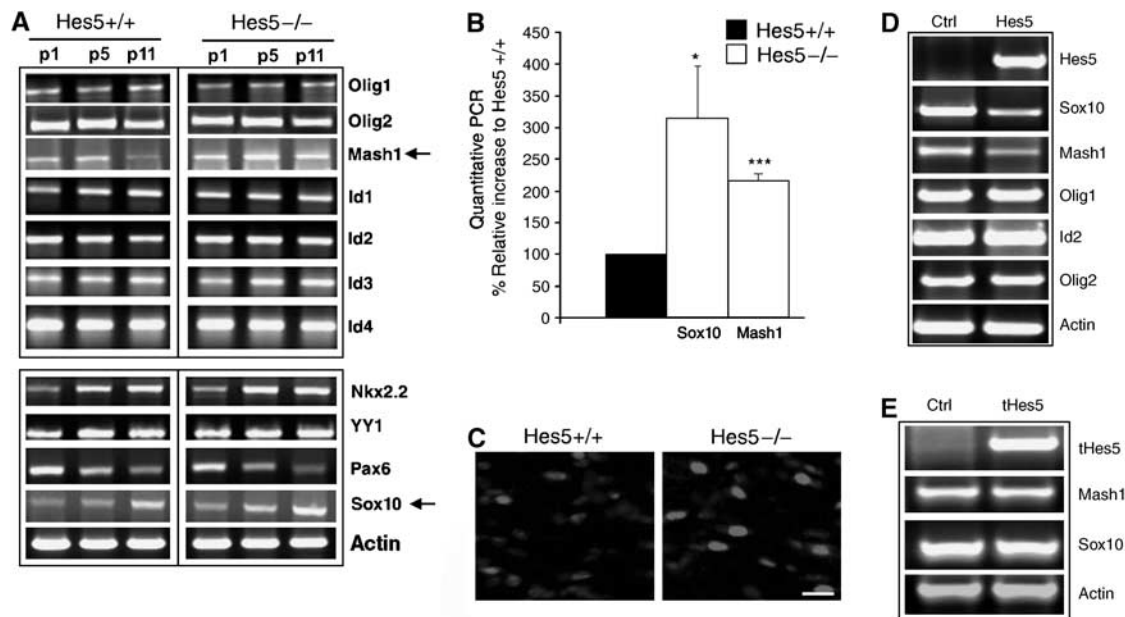 A
Hes5+/+ Hes5−/−
p1 p5 p11 p1 p5 p11
Olig1
Olig2
Mash1
Id1
Id2
Id3
Id4
Nkx2.2
YY1
Pax6
Sox10
Actin
B
Quantitative PCR
% Relative increase to Hes5 +/+
450
400
350
300
250
200
150
100
50
0
*
***
Sox10 Mash1
Hes5+/+
Hes5−/−
C
Hes5+/+ Hes5−/−
D
Ctrl Hes5
Hes5
Sox10
Mash1
Olig1
Id2
Olig2
Actin
E
Ctrl tHes5
tHes5
Mash1
Sox10
Actin